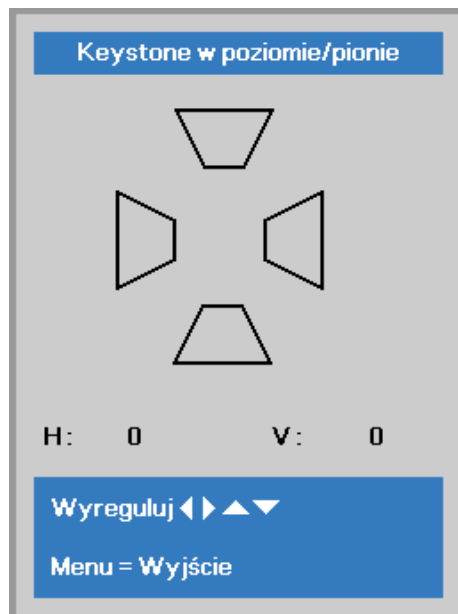 Keystone w poziomie/pionie
H: 0 V: 0
Wyreguluj ◀ ▶ ▲ ▼
Menu = Wyjście